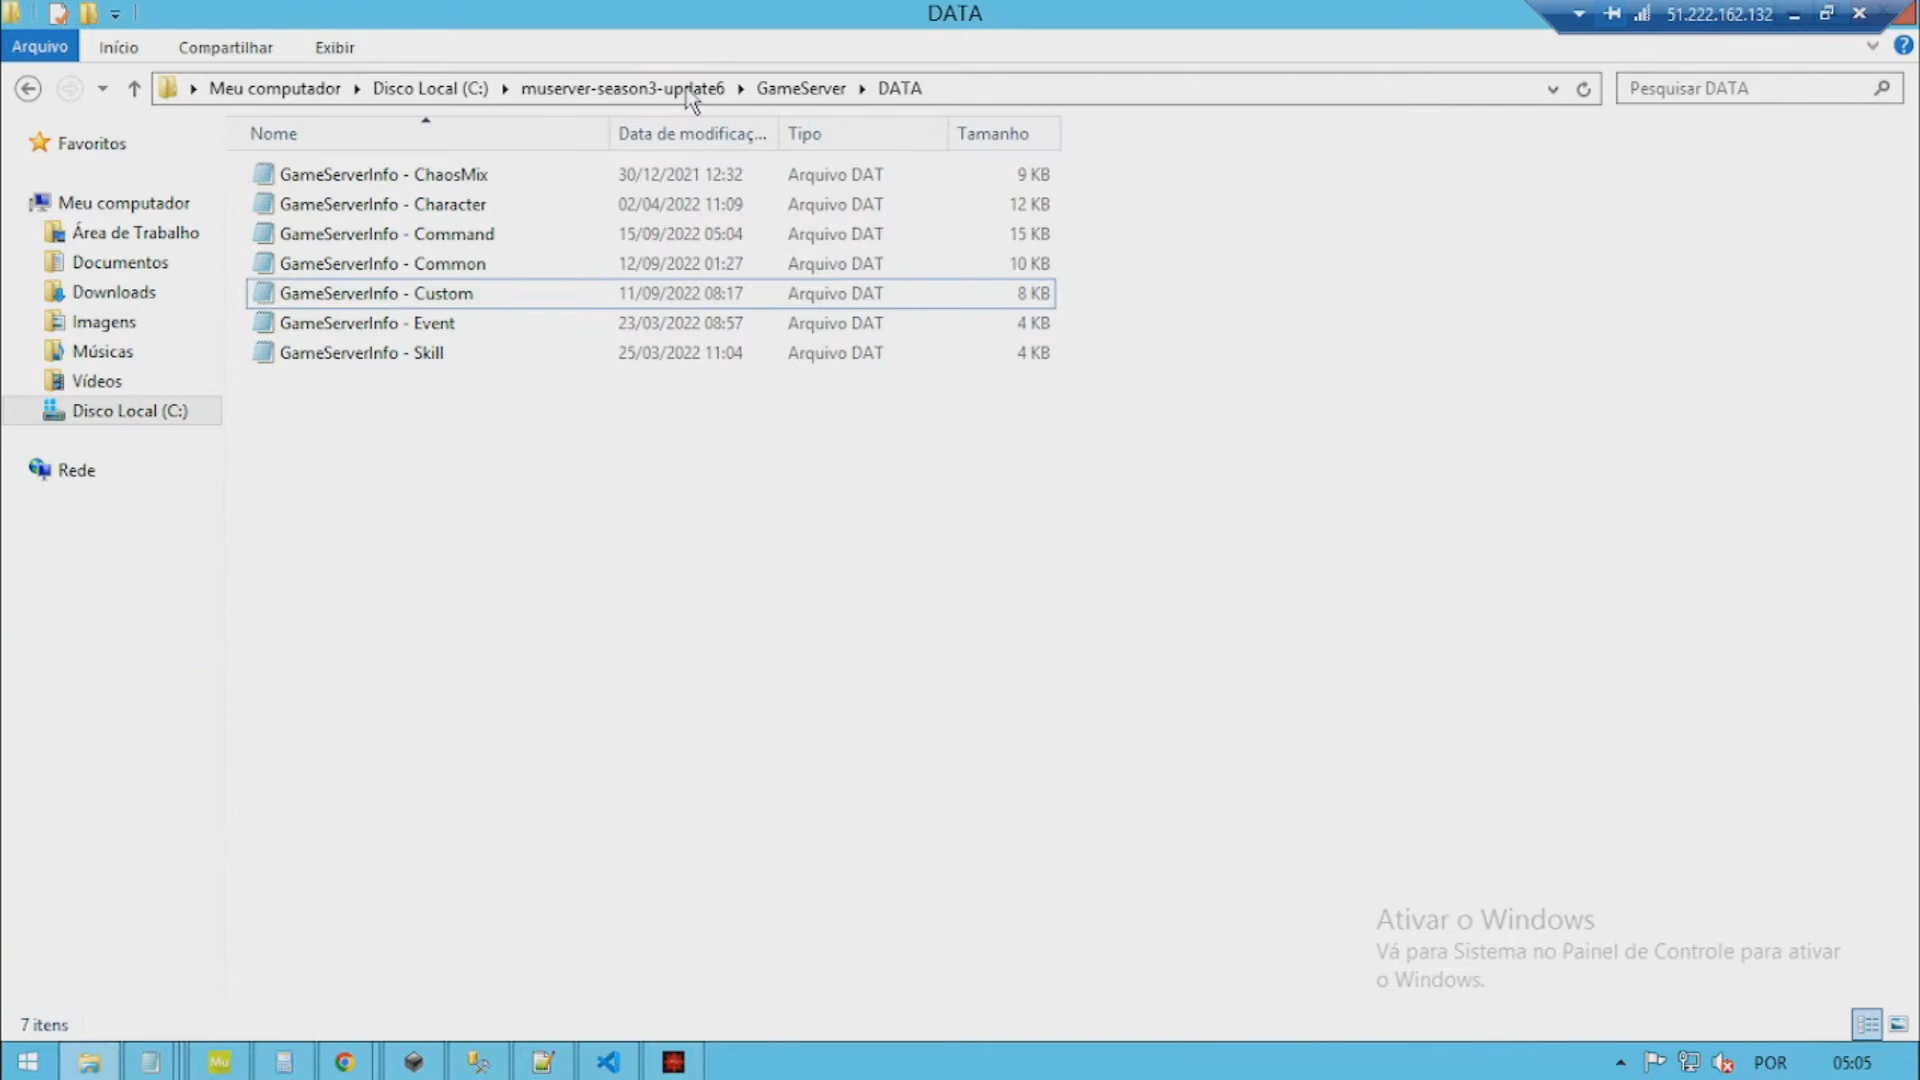 DATA
51.222.162.132
Arquivo Início Compartilhar Exibir
Meu computador Disco Local (C:) muserver-season3-update6 GameServer DATA
Pesquisar DATA
Favoritos
Meu computador
Área de Trabalho
Documentos
Downloads
Imagens
Músicas
Vídeos
Disco Local (C:)
Rede
Nome Data de modificaç... Tipo Tamanho
GameServerInfo - ChaosMix 30/12/2021 12:32 Arquivo DAT 9 KB
GameServerInfo - Character 02/04/2022 11:09 Arquivo DAT 12 KB
GameServerInfo - Command 15/09/2022 05:04 Arquivo DAT 15 KB
GameServerInfo - Common 12/09/2022 01:27 Arquivo DAT 10 KB
GameServerInfo - Custom 11/09/2022 08:17 Arquivo DAT 8 KB
GameServerInfo - Event 23/03/2022 08:57 Arquivo DAT 4 KB
GameServerInfo - Skill 25/03/2022 11:04 Arquivo DAT 4 KB
Ativar o Windows
Vá para Sistema no Painel de Controle para ativar
o Windows.
7 itens
Mu
POR 05:05